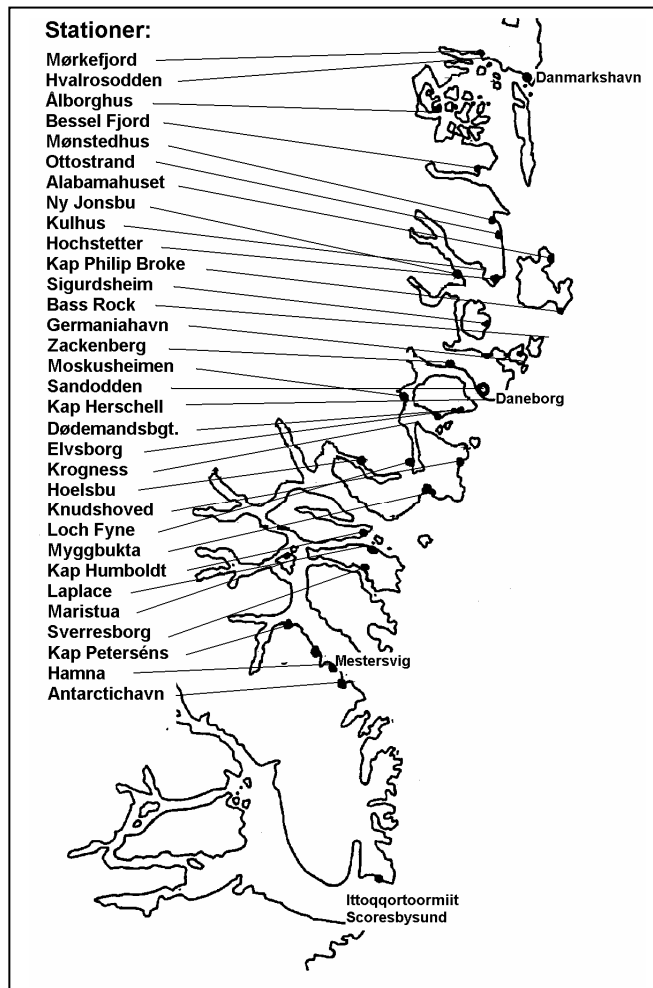 Stationer:
Mørkefjord
Hvalrosodden
Ålborghus
Bessel Fjord
Mønstedhus
Ottostrand
Alabamahuset
Ny Jonsbu
Kulhus
Hochstetter
Kap Philip Broke
Sigurdsheim
Bass Rock
Germaniahavn
Zackenberg
Moskusheimen
Sandodden
Kap Herschell
Dødemandsbgt.
Elvsborg
Krogness
Hoelsbu
Knudshoved
Loch Fyne
Myggbukta
Kap Humboldt
Laplace
Maristua
Sverresborg
Kap Peterséns
Hamna
Antarctichavn
Danmarkshavn
Daneborg
Mestersvig
Ittoqqortoormiit
Scoresbysund